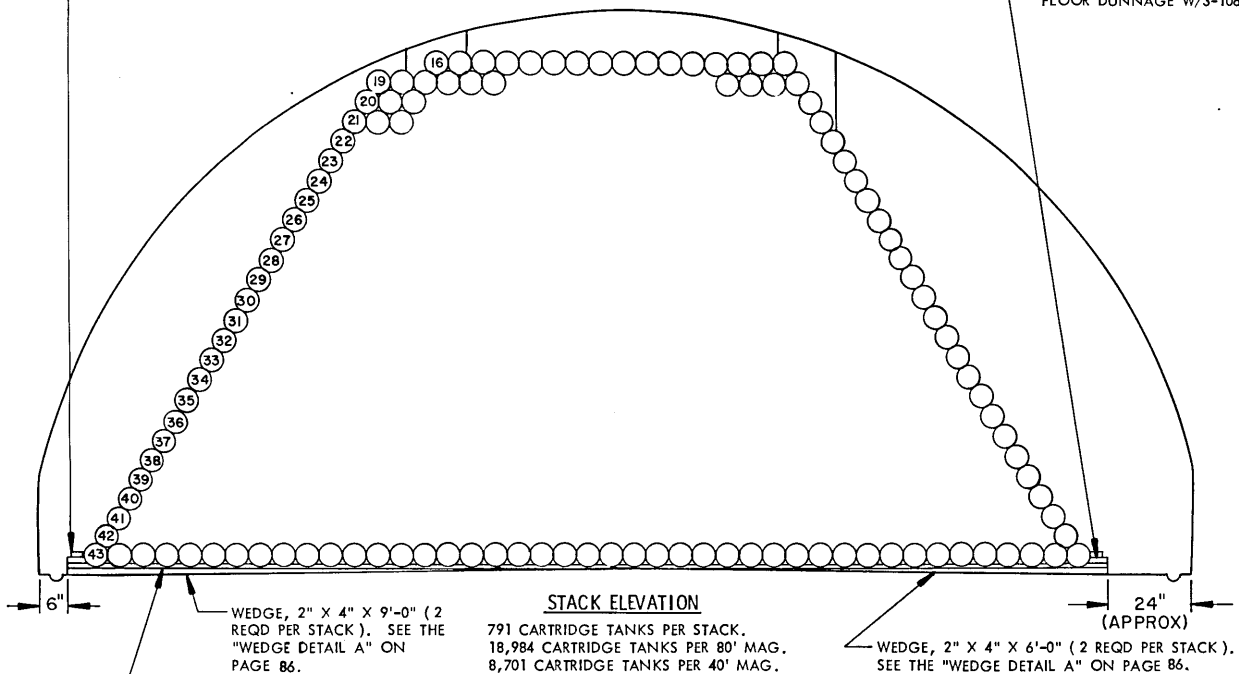 FLOOR DUNNAGE W/3-10d
16
19
20
21
22
23
24
25
26
27
28
29
30
31
32
33
34
35
36
37
38
39
40
41
42
43
6"
WEDGE, 2" X 4" X 9'-0" (2
REQD PER STACK). SEE THE
"WEDGE DETAIL A" ON
PAGE 86.
STACK ELEVATION
791 CARTRIDGE TANKS PER STACK.
18,984 CARTRIDGE TANKS PER 80' MAG.
8,701 CARTRIDGE TANKS PER 40' MAG.
24"
(APPROX)
WEDGE, 2" X 4" X 6'-0" (2 REQD PER STACK).
SEE THE "WEDGE DETAIL A" ON PAGE 86.